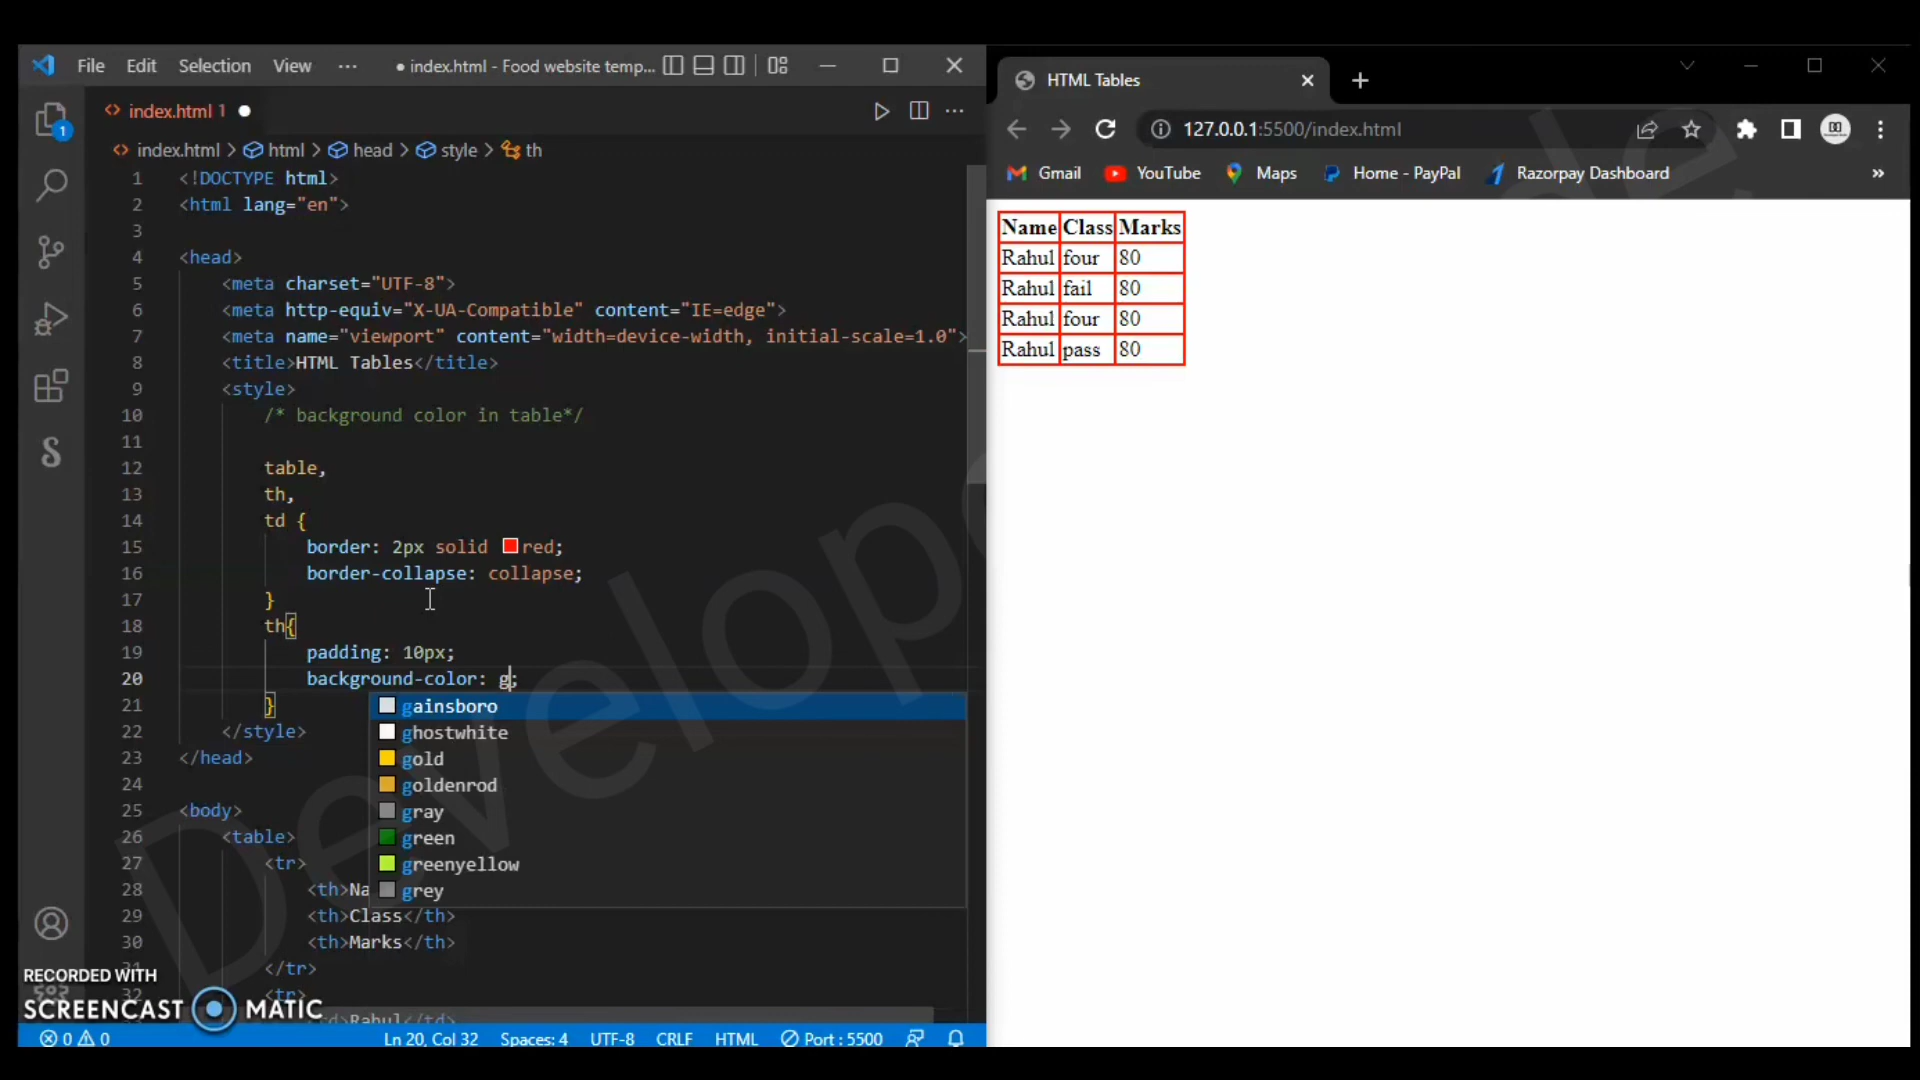 File Edit Selection View ··· ● index.html - Food website temp...
index.html 1 ●
index.html > html > head > style > th
1 <!DOCTYPE html>
2 <html lang="en">
3
4 <head>
5 <meta charset="UTF-8">
6 <meta http-equiv="X-UA-Compatible" content="IE=edge">
7 <meta name="viewport" content="width=device-width, initial-scale=1.0">
8 <title>HTML Tables</title>
9 <style>
10 /* background color in table*/
11
12 table,
13 th,
14 td {
15 border: 2px solid red;
16 border-collapse: collapse;
17 }
18 th{
19 padding: 10px;
20 background-color: g;
21 }
gainsboro
22 </style>
ghostwhite
23 </head>
gold
24
goldenrod
25 <body>
gray
26 <table>
green
27 <tr>
greenyellow
28 <th>Na
grey
29 <th>Class</th>
30 <th>Marks</th>
31 </tr>
32 <tr>
<td>Rahul</td>
RECORDED WITH
SCREENCAST MATIC
0 0 Ln 20, Col 32 Spaces: 4 UTF-8 CRLF HTML Port : 5500
HTML Tables
127.0.0.1:5500/index.html
Gmail YouTube Maps Home - PayPal Razorpay Dashboard »
Name Class Marks
Rahul four 80
Rahul fail 80
Rahul four 80
Rahul pass 80